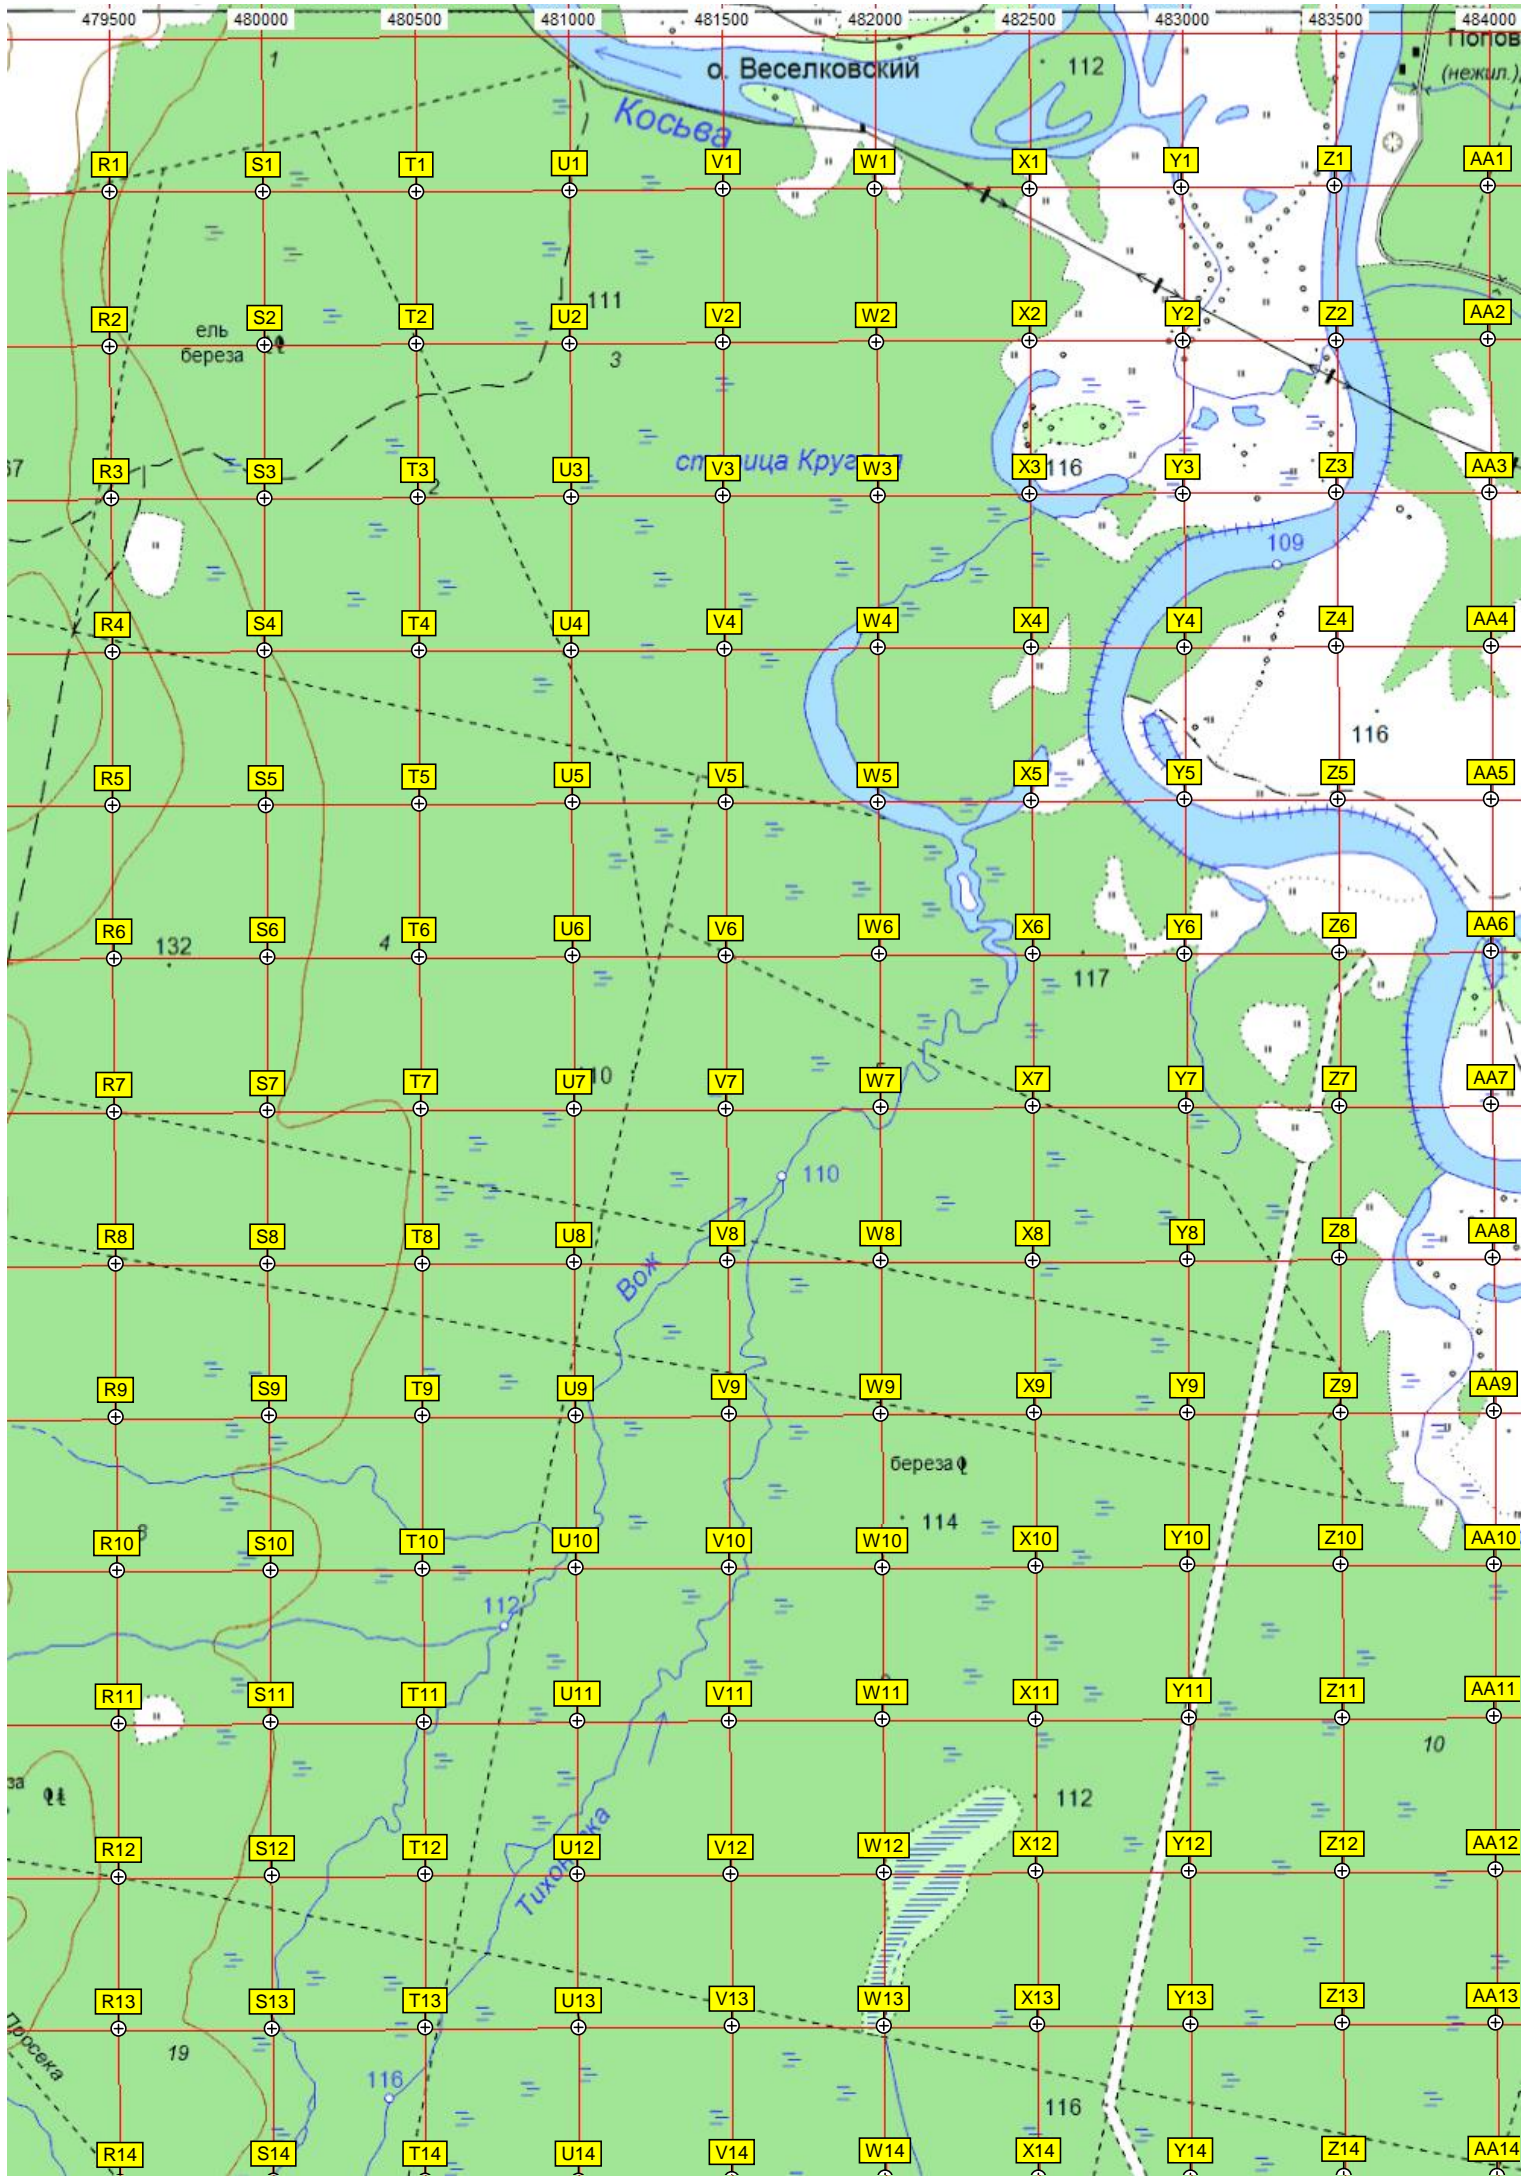 479500 480000 480500 481000 481500 482000 482500 483000 483500 484000
Попов
1
о. Веселковский 112
(нежил.)
Косьва
R1 S1 T1 U1 V1 W1 X1 Y1 Z1 AA1
111
R2 S2 T2 U2 V2 W2 X2 Y2 Z2 AA2
ель
береза
3
67
R3 S3 T3 U3 V3 W3 X3 Y3 Z3 AA3
116
2
109
R4 S4 T4 U4 V4 W4 X4 Y4 Z4 AA4
116
R5 S5 T5 U5 V5 W5 X5 Y5 Z5 AA5
R6 S6 T6 U6 V6 W6 X6 Y6 Z6 AA6
132 4
117
R7 S7 T7 U7 V7 W7 X7 Y7 Z7 AA7
110
R8 S8 T8 U8 V8 W8 X8 Y8 Z8 AA8
Вож
R9 S9 T9 U9 V9 W9 X9 Y9 Z9 AA9
береза
114
R10 S10 T10 U10 V10 W10 X10 Y10 Z10 AA10
112
R11 S11 T11 U11 V11 W11 X11 Y11 Z11 AA11
10
за
112
R12 S12 T12 U12 V12 W12 X12 Y12 Z12 AA12
R13 S13 T13 U13 V13 W13 X13 Y13 Z13 AA13
Просека
19
116
116
R14 S14 T14 U14 V14 W14 X14 Y14 Z14 AA14